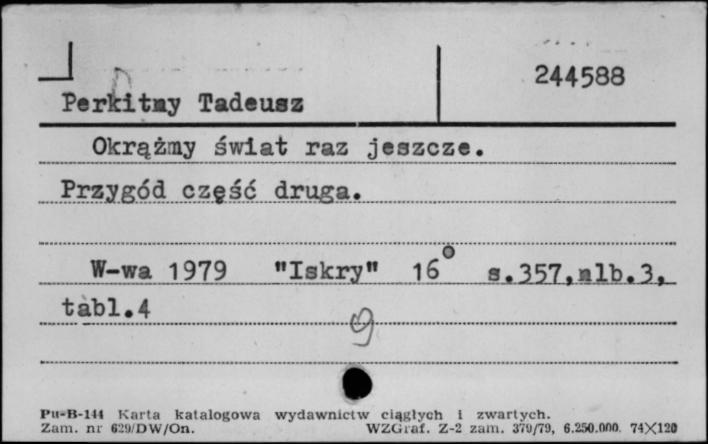 244588
Perkitny Tadeusz
Okrążmy świat raz jeszcze.
Przygód część druga.
W-wa 1979 "Iskry" 16° s.357,nlb.3,
tabl.4
9
Pu-B-144 Karta katalogowa wydawnictw ciągłych i zwartych.
Zam. nr 629/DW/On. WZGraf. Z-2 zam. 379/79, 6.250.000. 74X120